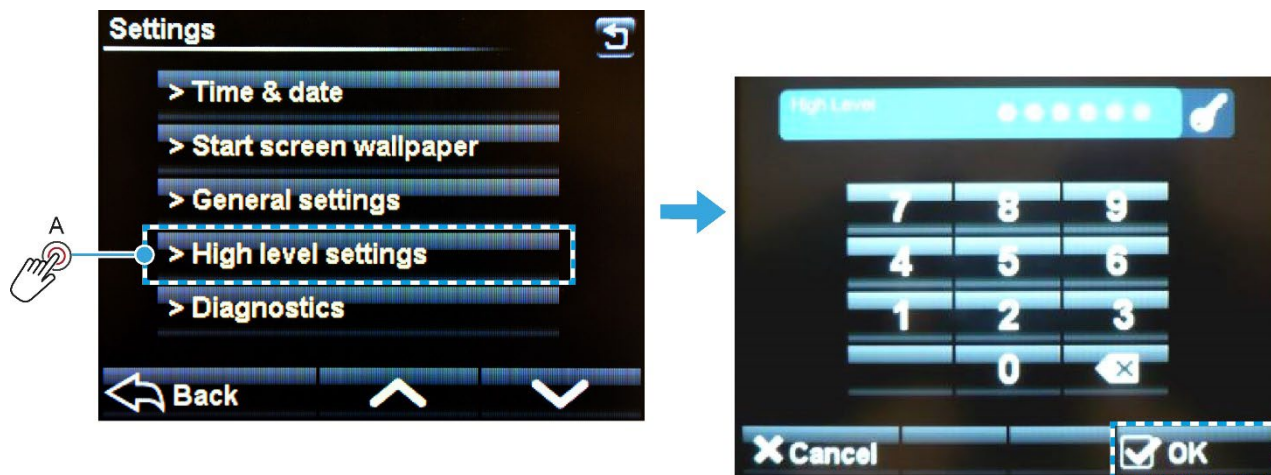 Settings
> Time & date
> Start screen wallpaper
> General settings
A
> High level settings
> Diagnostics
Back
High Level
7 8 9
4 5 6
1 2 3
0
Cancel
OK